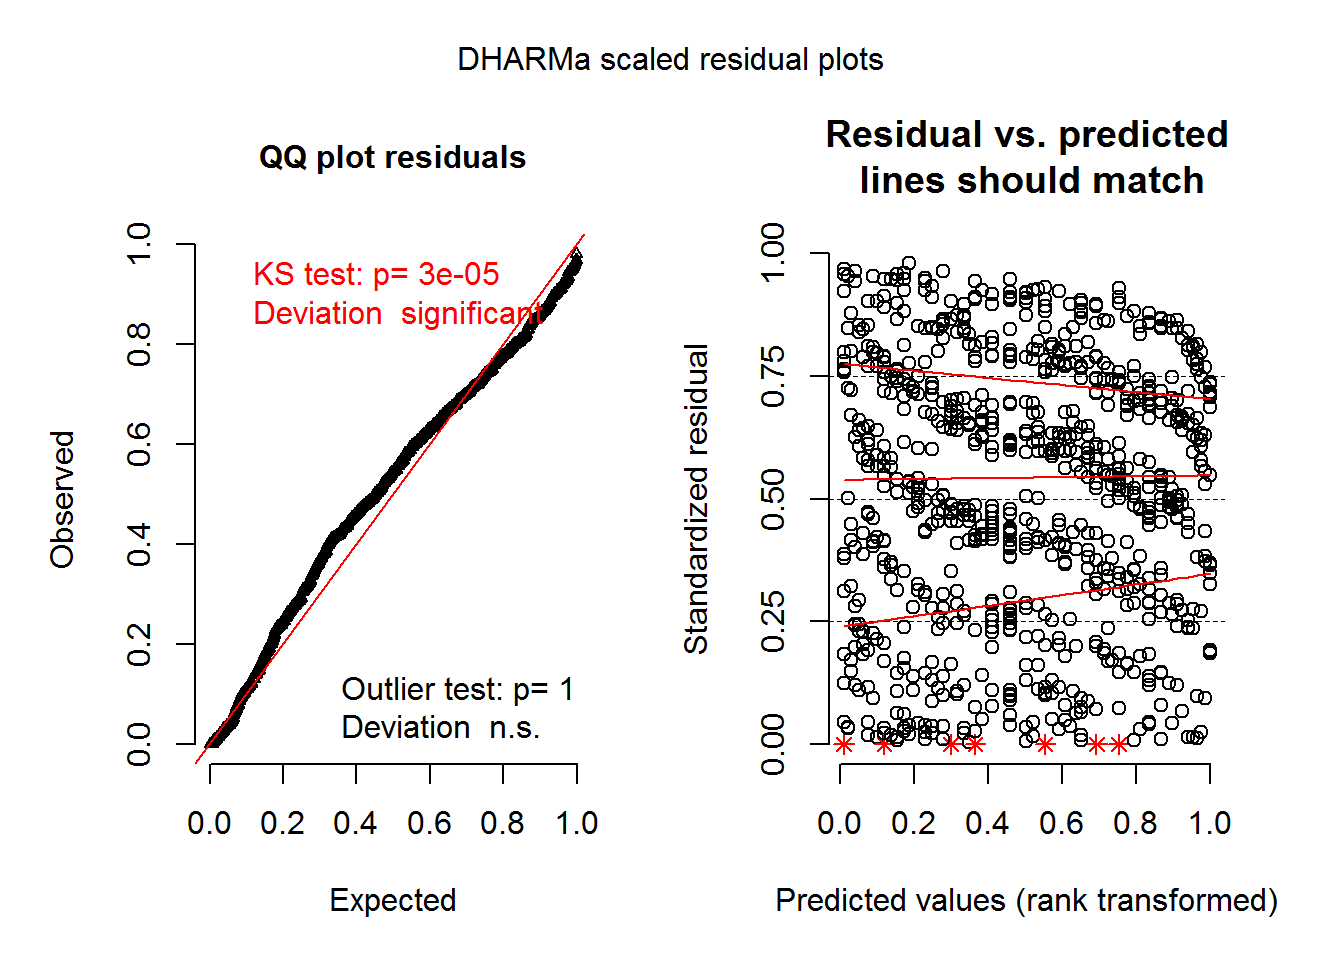 DHARMa scaled residual plots
QQ plot residuals
KS test: p= 3e-05
Deviation  significant
Outlier test: p= 1
Deviation  n.s.
Observed
0.0 0.2 0.4 0.6 0.8 1.0
0.0 0.2 0.4 0.6 0.8 1.0
Expected
Residual vs. predicted
lines should match
Standardized residual
0.00 0.25 0.50 0.75 1.00
0.0 0.2 0.4 0.6 0.8 1.0
Predicted values (rank transformed)